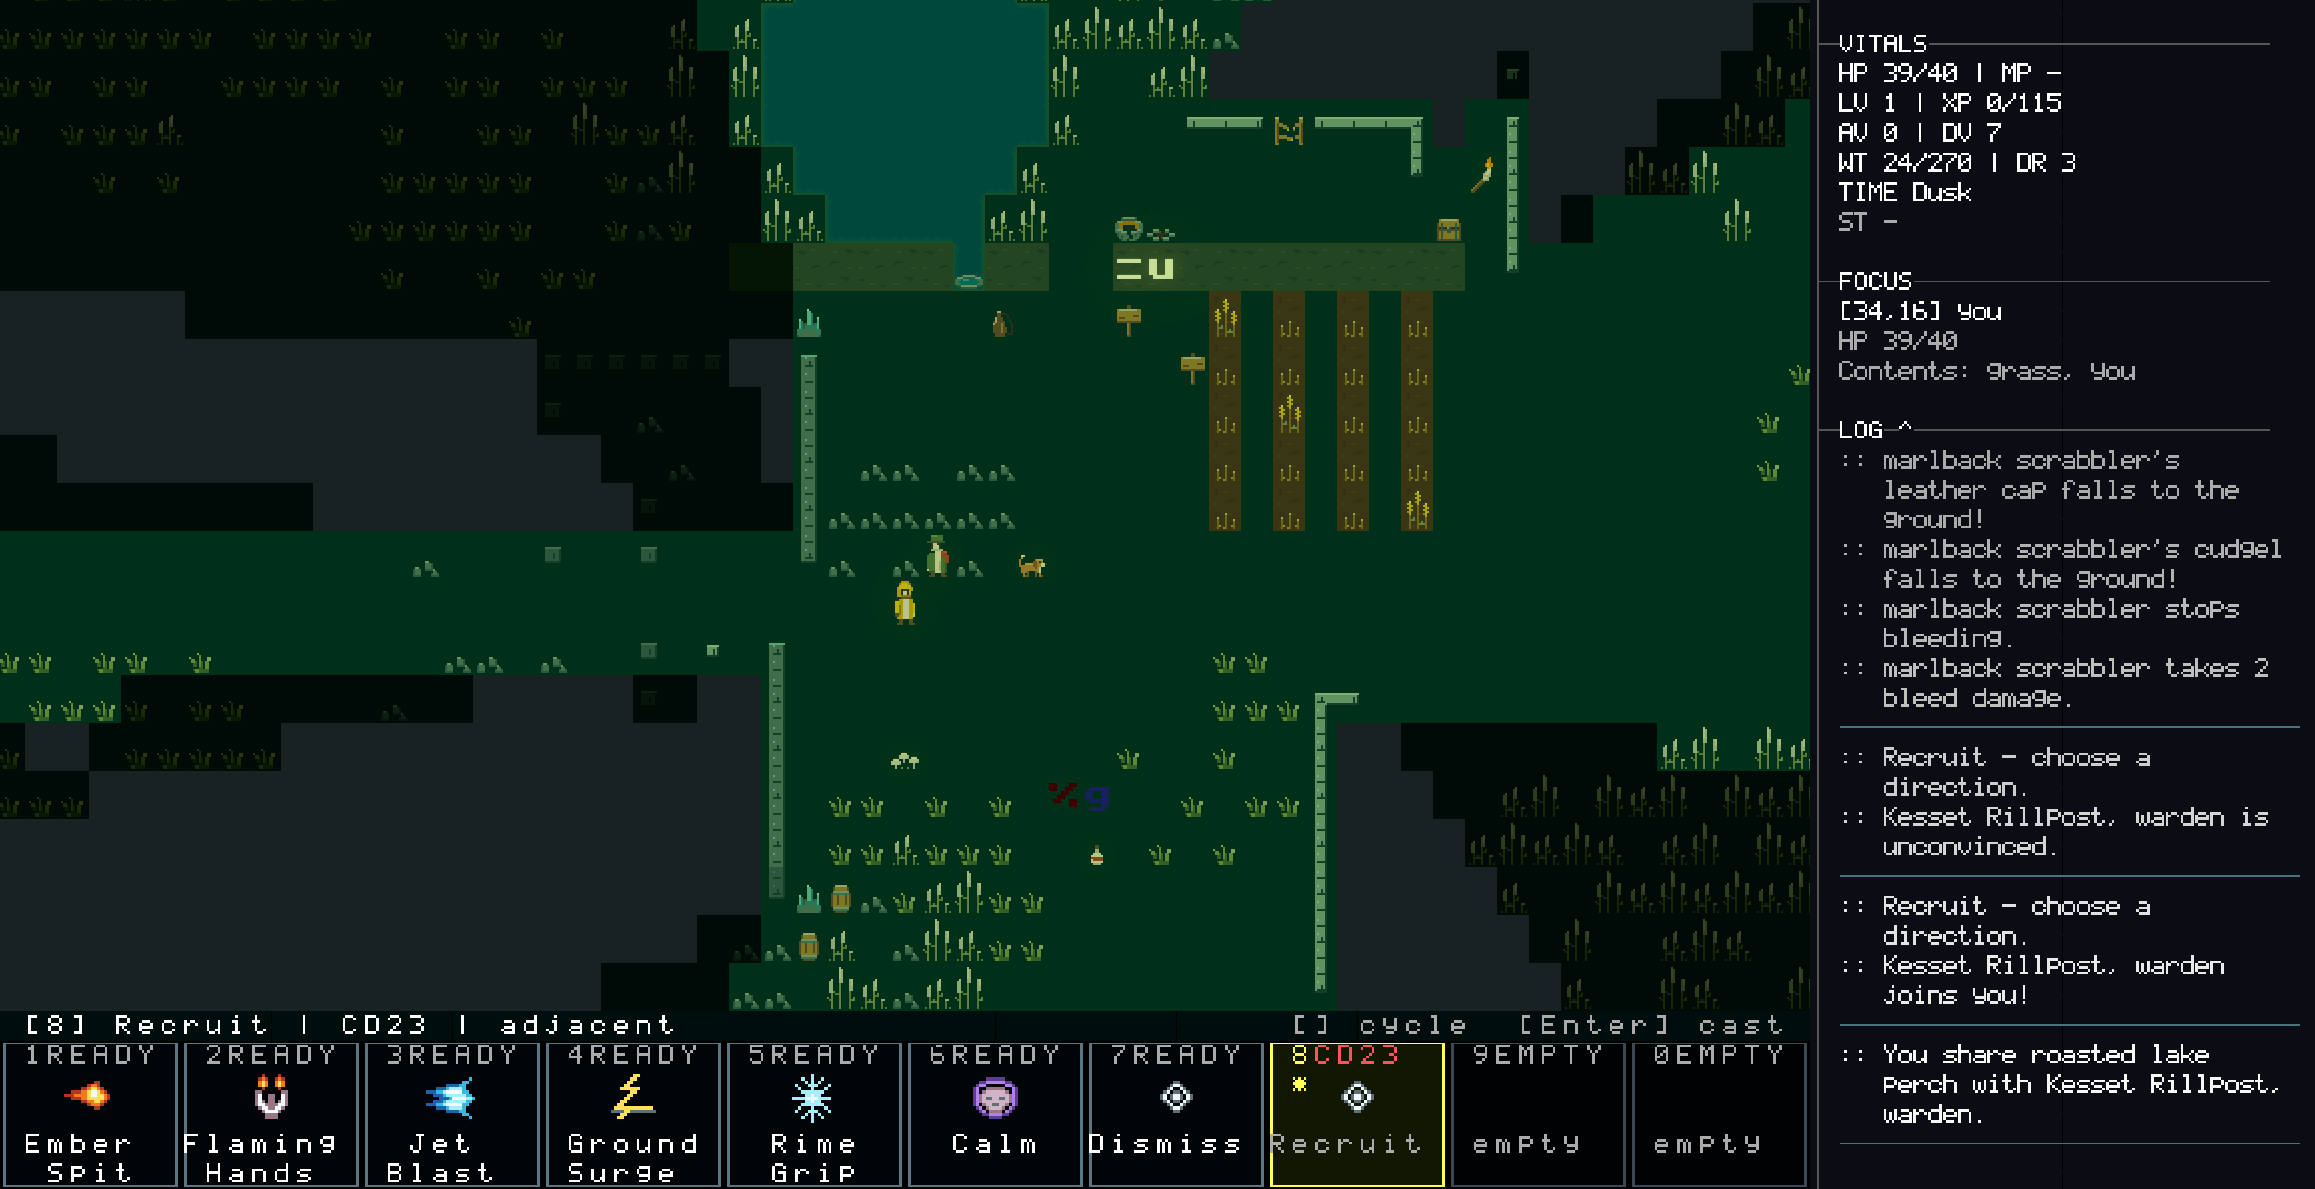 VITALS
HP 39/40 | MP -
LV 1 | XP 0/115
AV 0 | DV 7
WT 24/270 | DR 3
TIME Dusk
ST -
FOCUS
[34,16] You
HP 39/40
Contents: grass, You
LOG ^
:: marlback scrabbler's
leather cap falls to the
ground!
:: marlback scrabbler's cudgel
falls to the ground!
:: marlback scrabbler stops
bleeding.
:: marlback scrabbler takes 2
bleed damage.
:: Recruit - choose a
direction.
:: Kesset RillPost, warden is
unconvinced.
:: Recruit - choose a
direction.
:: Kesset RillPost, warden
joins You!
:: You share roasted lake
perch with Kesset RillPost,
warden.
=u
% g
[8] Recruit | CD23 | adjacent
[] cycle [Enter] cast
1READY 2READY 3READY 4READY 5READY 6READY 7READY 8CD23 9EMPTY 0EMPTY
Ember Spit
Flaming Hands
Jet Blast
Ground Surge
Rime Grip
Calm
Dismiss
Recruit
empty
empty